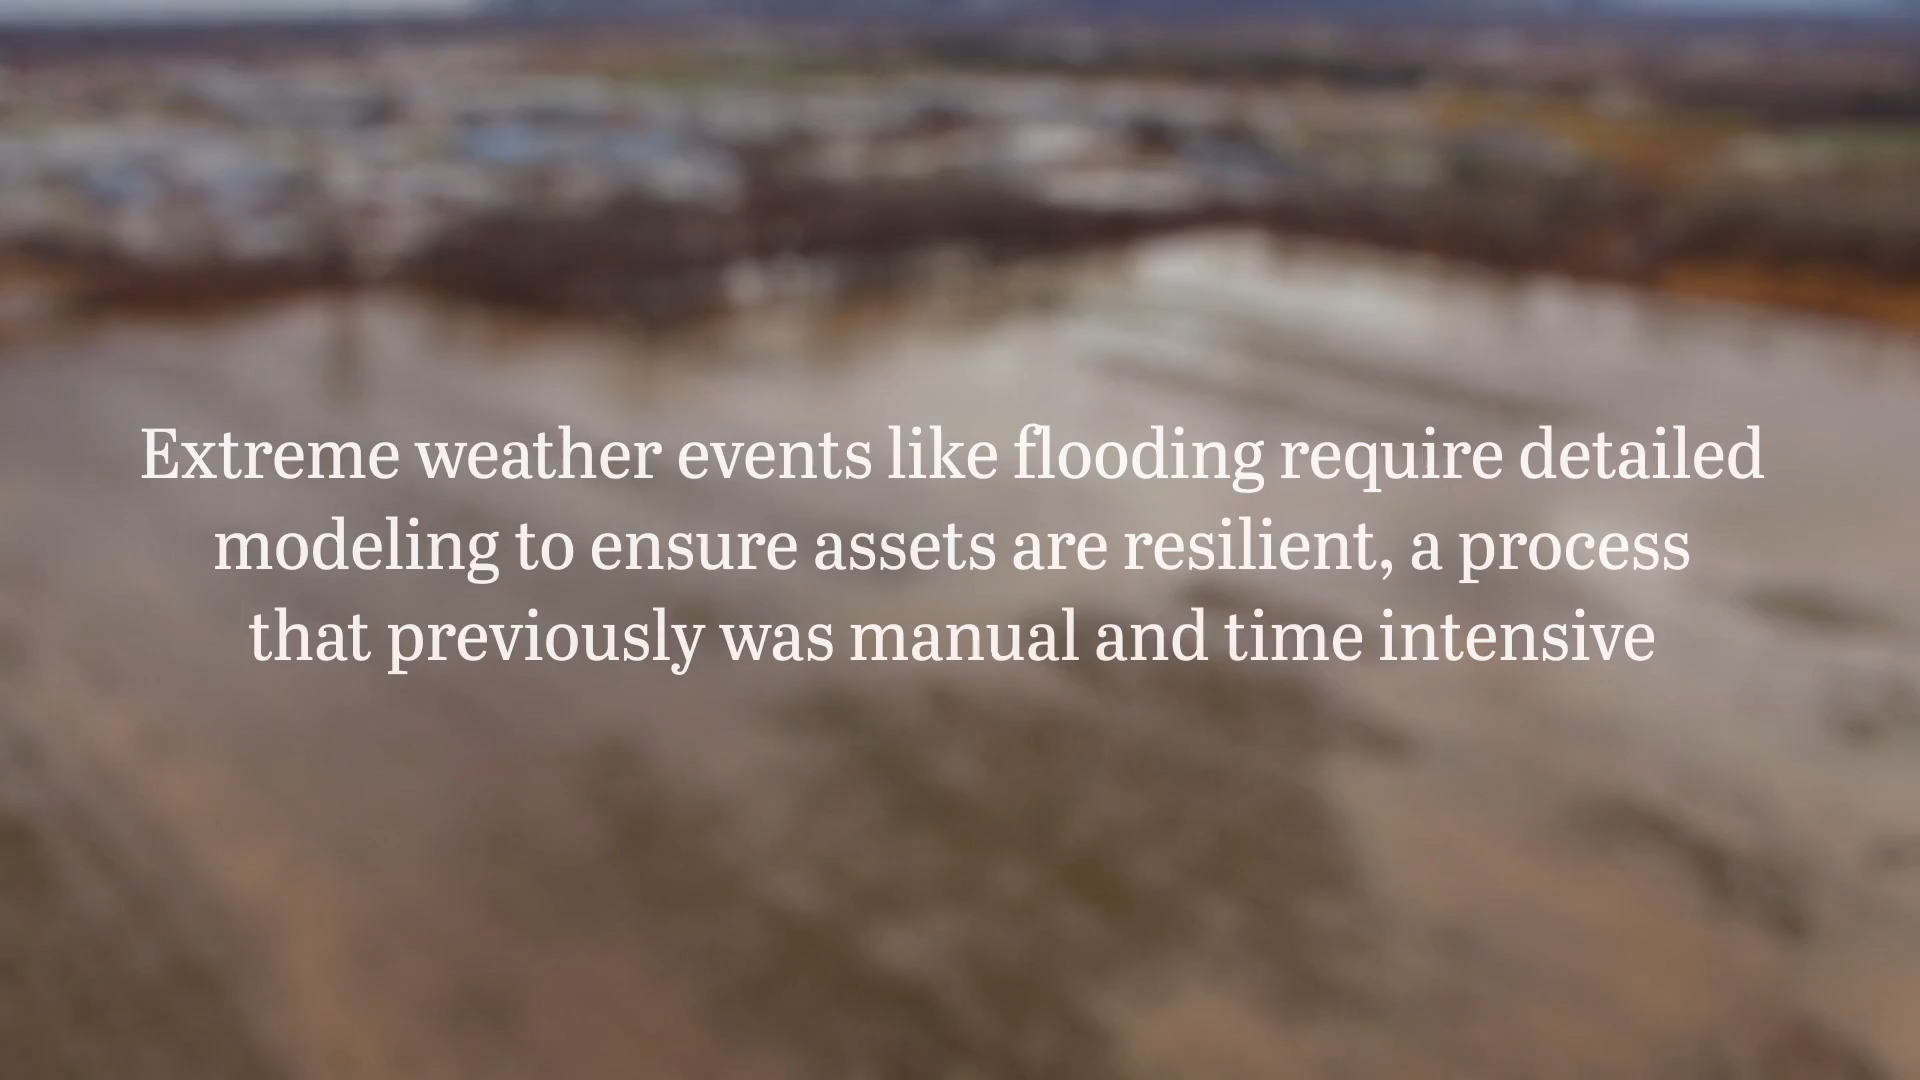 Extreme weather events like flooding require detailed
modeling to ensure assets are resilient, a process
that previously was manual and time intensive